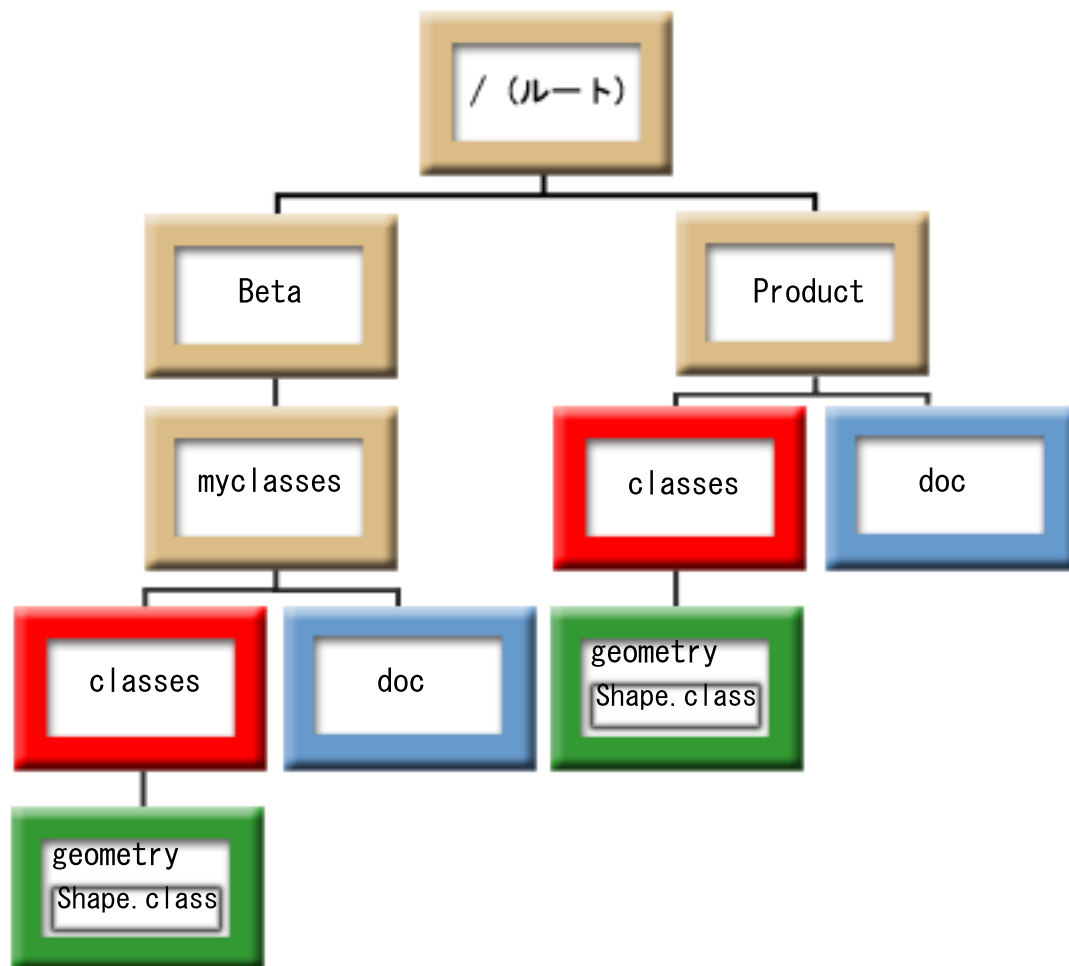 /（ルート）
Beta
Product
myclasses
classes
doc
classes
doc
geometry
Shape.class
geometry
Shape.class